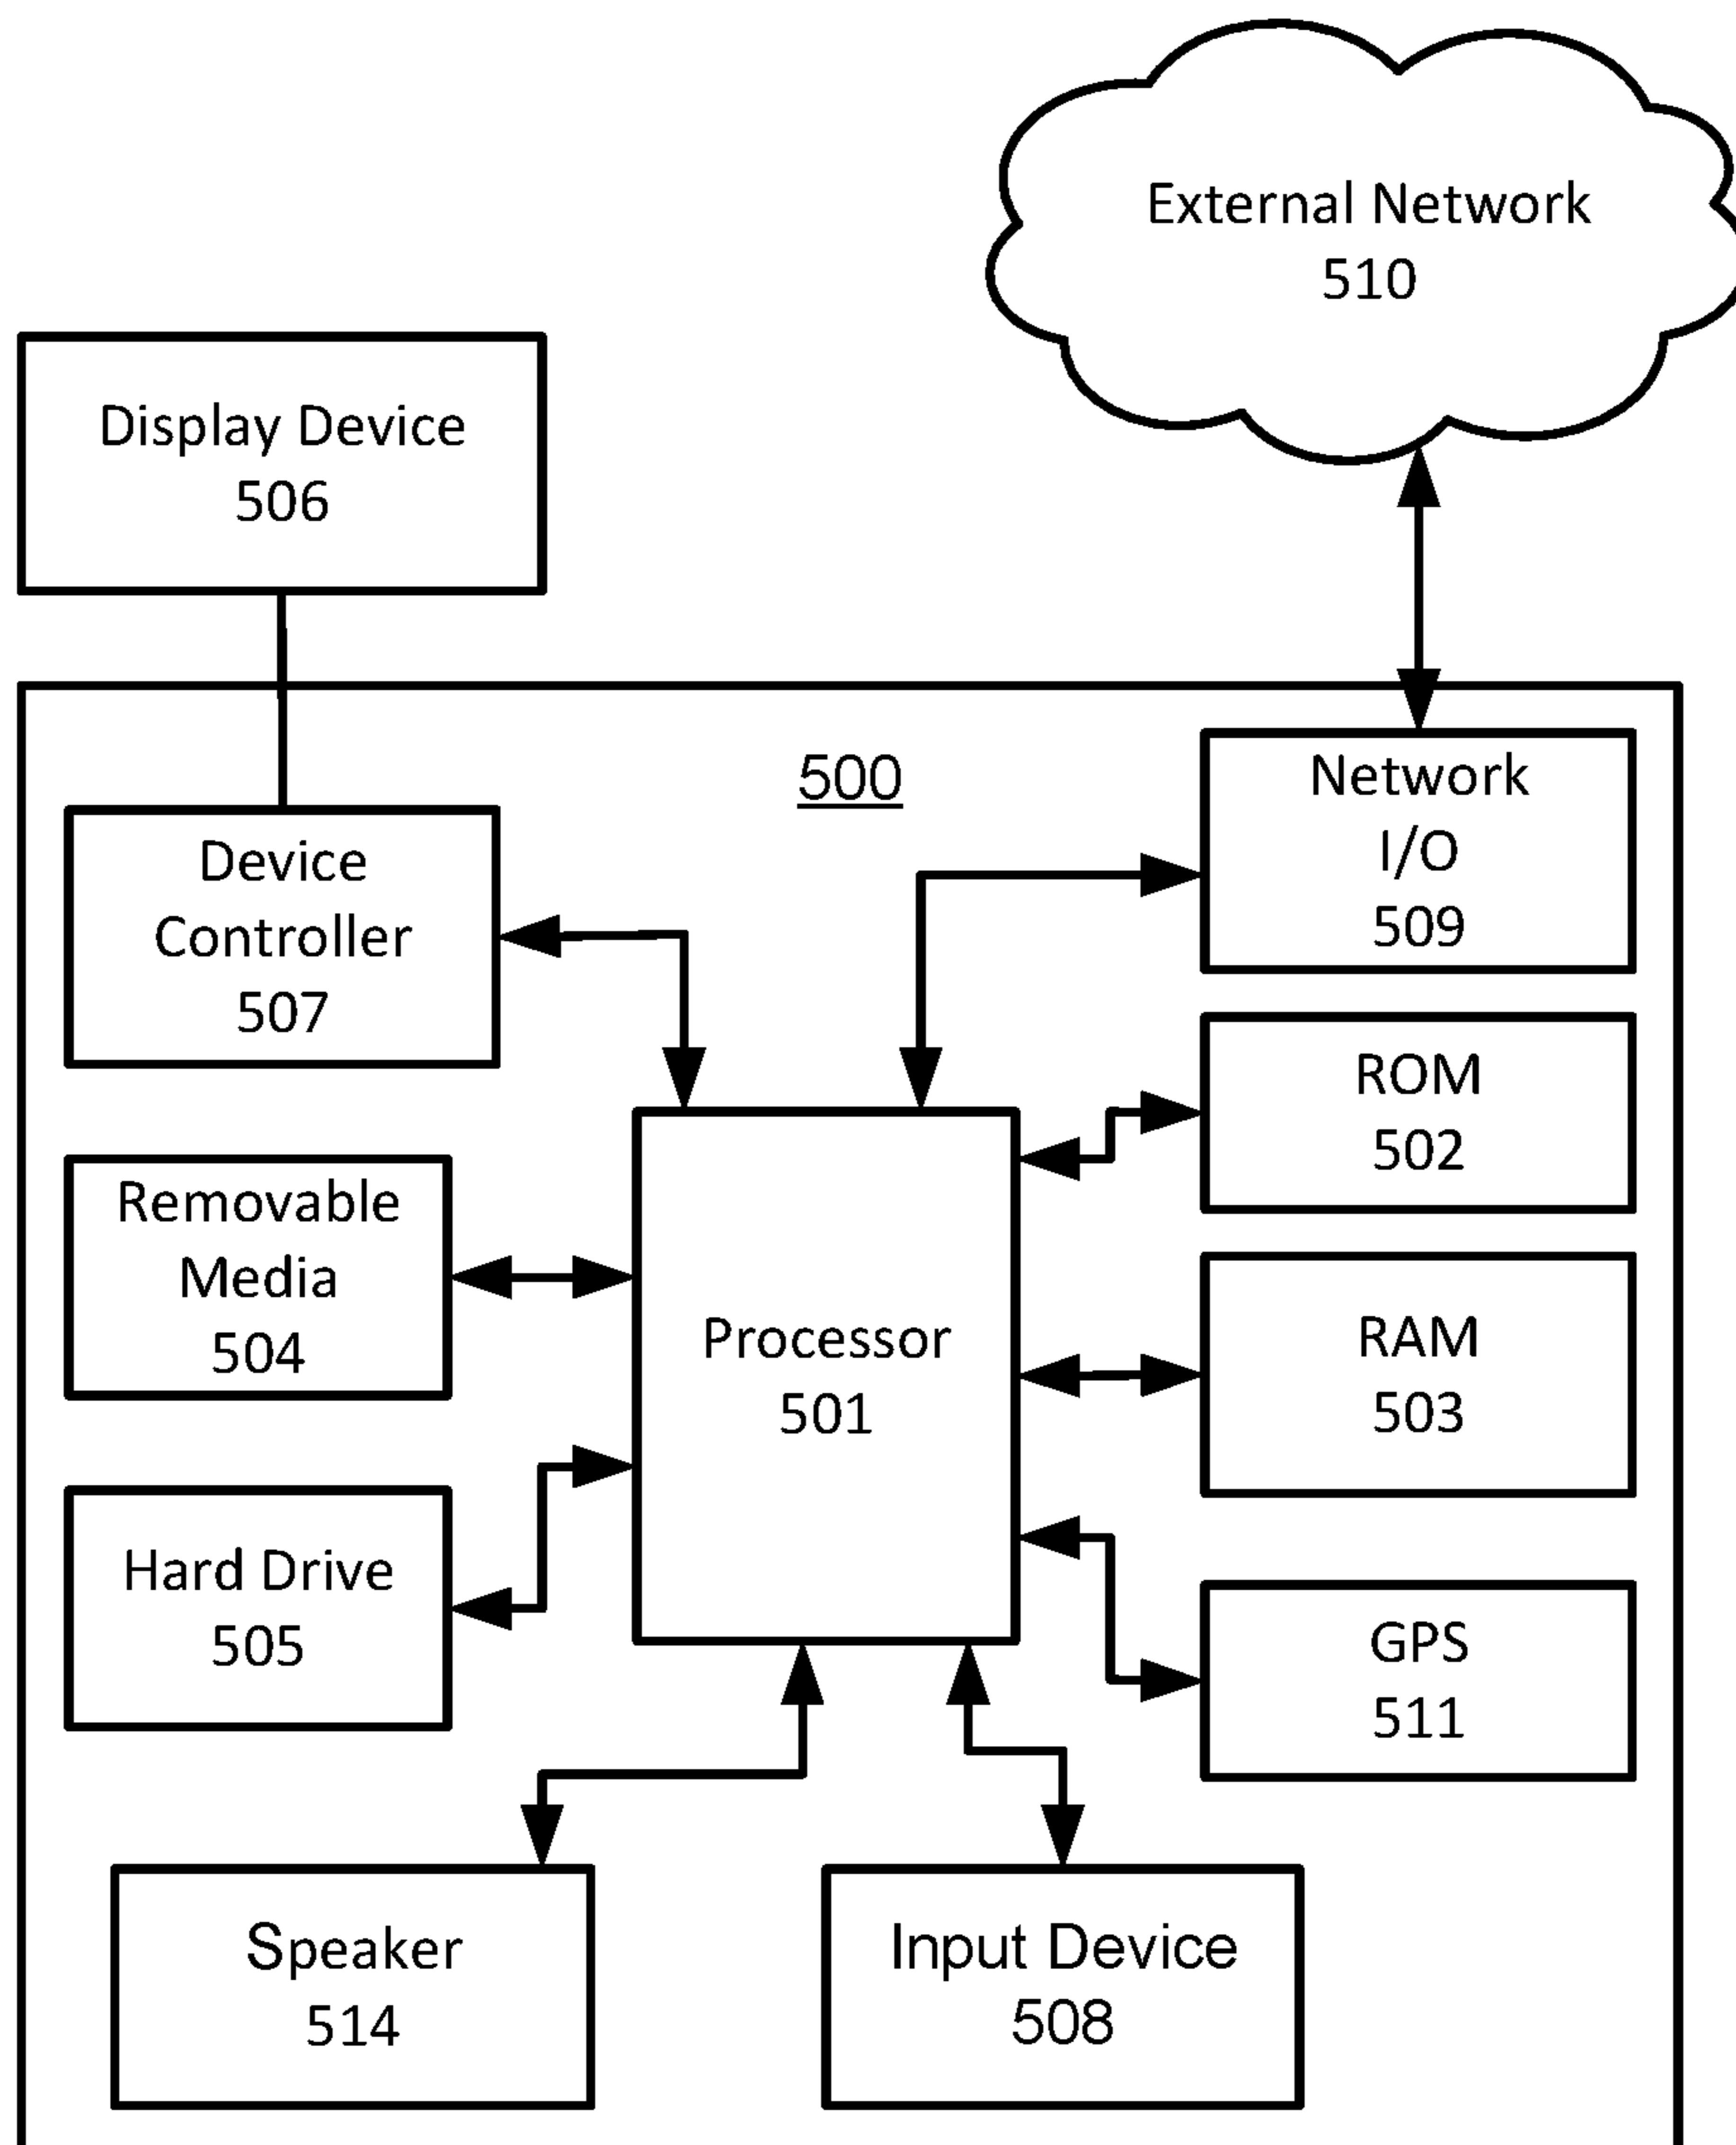 External Network
510
Display Device
506
500
Network
I/O
509
Device
Controller
507
ROM
502
Removable
Media
504
Processor
501
RAM
503
Hard Drive
505
GPS
511
Speaker
514
Input Device
508